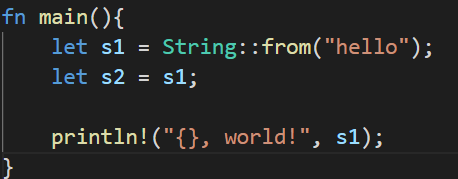 fn main(){
    let s1 = String::from("hello");
    let s2 = s1;

    println!("{}, world!", s1);
}